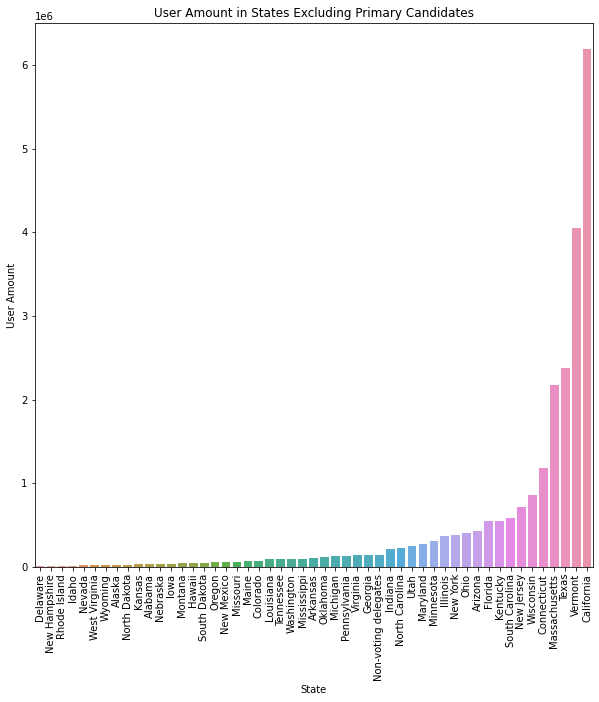 User Amount in States Excluding Primary Candidates
1e6
6
5
4
3
2
1
0
User Amount
Delaware
New Hampshire
Rhode Island
Idaho
Nevada
West Virginia
Wyoming
Alaska
North Dakota
Kansas
Alabama
Nebraska
Iowa
Montana
Hawaii
South Dakota
Oregon
New Mexico
Missouri
Maine
Colorado
Louisiana
Tennessee
Washington
Mississippi
Arkansas
Oklahoma
Michigan
Pennsylvania
Virginia
Georgia
Non-voting delegates
Indiana
North Carolina
Utah
Maryland
Minnesota
Illinois
New York
Ohio
Arizona
Florida
Kentucky
South Carolina
New Jersey
Wisconsin
Connecticut
Massachusetts
Texas
Vermont
California
State